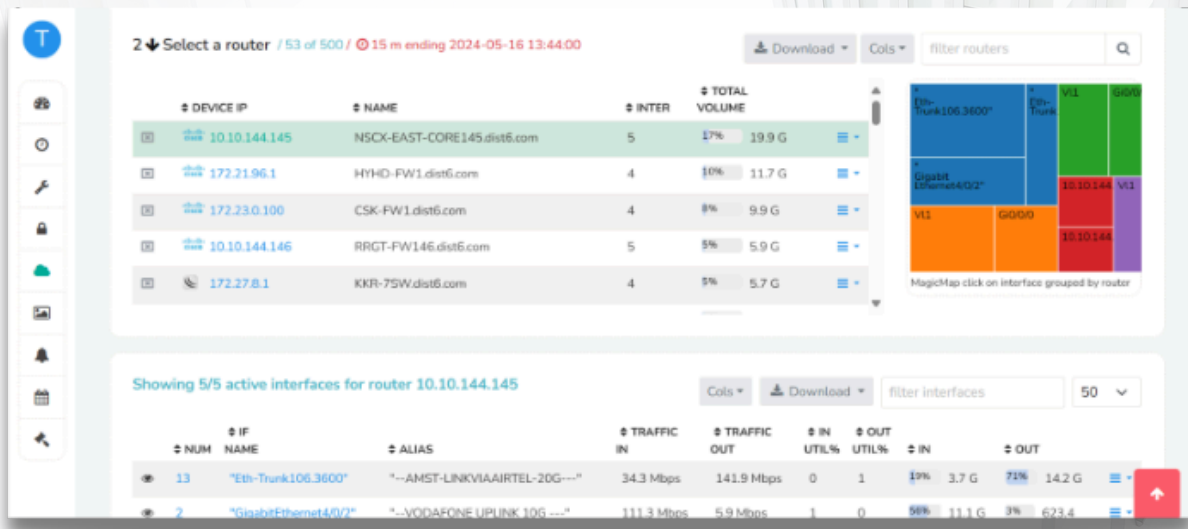 T
2 Select a router / 53 of 500 / 15 m ending 2024-05-16 13:44:00
Download Cols filter routers
DEVICE IP NAME INTER TOTAL VOLUME
10.10.144.145 NSCX-EAST-CORE145.dist6.com 5 17% 19.9 G
172.21.96.1 HYHD-FW1.dist6.com 4 10% 11.7 G
172.23.0.100 CSK-FW1.dist6.com 4 8% 9.9 G
10.10.144.146 RRGT-FW146.dist6.com 5 5% 5.9 G
172.27.8.1 KKR-7SW.dist6.com 4 5% 5.7 G
Eth-Trunk106.3600" Eth-Trunk Vl1 Gi0/0/
Gigabit Ethernet4/0/2" 10.10.144 Vl1
Vl1 Gi0/0/0 10.10.144
MagicMap click on interface grouped by router
Showing 5/5 active interfaces for router 10.10.144.145
Cols Download filter interfaces 50
NUM IF NAME ALIAS TRAFFIC IN TRAFFIC OUT IN UTIL% OUT UTIL% IN OUT
13 "Eth-Trunk106.3600" "--AMST-LINKVIAAIRTEL-20G---" 34.3 Mbps 141.9 Mbps 0 1 19% 3.7 G 71% 14.2 G
2 "GigabitEthernet4/0/2" "--VODAFONE UPLINK 10G ---" 111.3 Mbps 5.9 Mbps 1 0 56% 11.1 G 3% 623.4